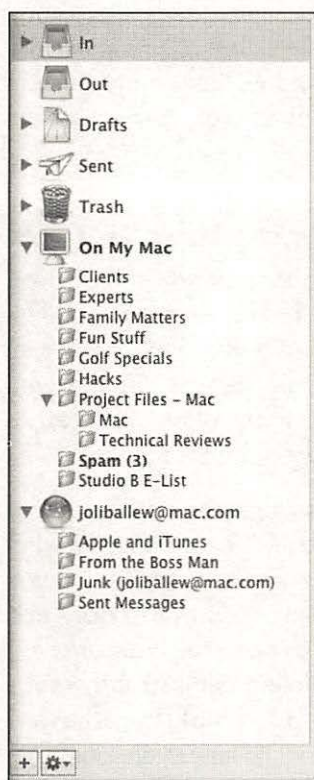 In
Out
Drafts
Sent
Trash
On My Mac
Clients
Experts
Family Matters
Fun Stuff
Golf Specials
Hacks
Project Files – Mac
Mac
Technical Reviews
Spam (3)
Studio B E-List
joliballew@mac.com
Apple and iTunes
From the Boss Man
Junk (joliballew@mac.com)
Sent Messages